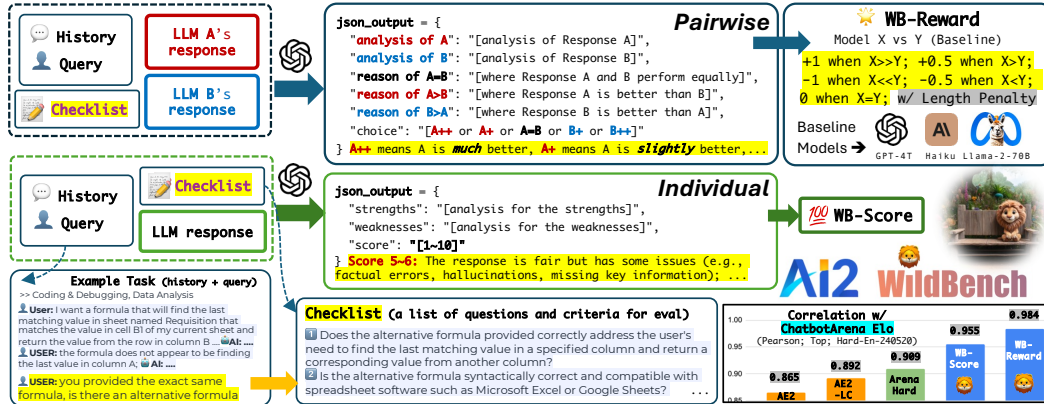 History
Query
Checklist
LLM A's
response
LLM B's
response
json_output = {
Pairwise
"analysis of A": "[analysis of Response A]",
"analysis of B": "[analysis of Response B]",
"reason of A=B": "[where Response A and B perform equally]",
"reason of A>B": "[where Response A is better than B]",
"reason of B>A": "[where Response B is better than A]",
"choice": "[A++ or A+ or A=B or B+ or B++]"
} A++ means A is much better, A+ means A is slightly better,...
WB-Reward
Model X vs Y (Baseline)
+1 when X>>Y; +0.5 when X>Y;
-1 when X<<Y; -0.5 when X<Y;
0 when X=Y; w/ Length Penalty
Baseline
Models ➔
GPT-4T Haiku Llama-2-70B
History
Query
Checklist
LLM response
json_output = {
Individual
"strengths": "[analysis for the strengths]",
"weaknesses": "[analysis for the weaknesses]",
"score": "[1~10]"
} Score 5~6: The response is fair but has some issues (e.g.,
factual errors, hallucinations, missing key information); ...
100 WB-Score
Example Task (history + query)
>> Coding & Debugging, Data Analysis
User: I want a formula that will find the last
matching value in sheet named Requisition that
matches the value in cell B1 of my current sheet and
return the value from the row in column B ... AI: ....
USER: the formula does not appear to be finding
the last value in column A; AI: ....
USER: you provided the exact same
formula, is there an alternative formula
Checklist (a list of questions and criteria for eval)
1 Does the alternative formula provided correctly address the user's
need to find the last matching value in a specified column and return a
corresponding value from another column?
2 Is the alternative formula syntactically correct and compatible with
spreadsheet software such as Microsoft Excel or Google Sheets? ...
Ai2 WildBench
Correlation w/
ChatbotArena Elo
(Pearson; Top; Hard-En-240520)
1.00
0.95
0.90
0.85
0.865
0.892
0.909
0.955
0.984
AE2
AE2
-LC
Arena
Hard
WB-
Score
WB-
Reward